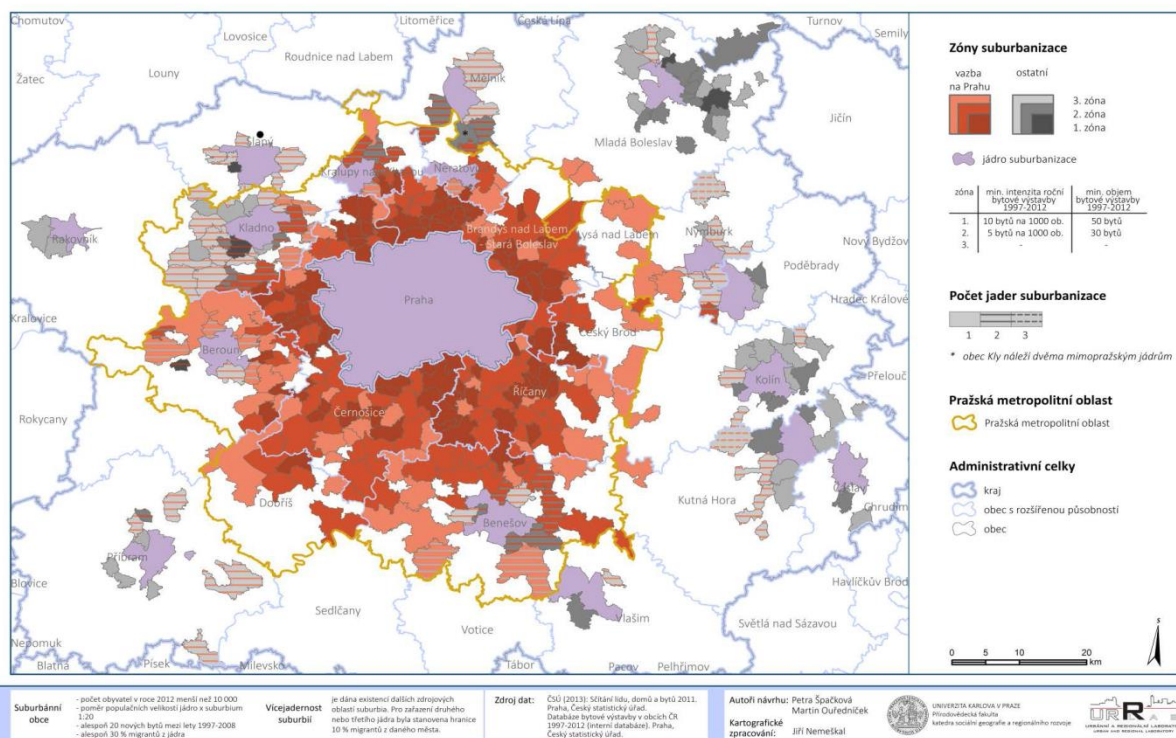 Chomutov
Litoměřice
Česká Lípa
Turnov
Semily
Lovosice
Roudnice nad Labem
Žatec
Louny
Mělník
Jičín
Mladá Boleslav
Slaný
Kralupy nad Vltavou
Neratovice
Rakovník
Kladno
Brandýs nad Labem
- Stará Boleslav
Lysá nad Labem
Nymburk
Nový Bydžov
Poděbrady
Praha
Hradec Králové
Kralovice
Beroun
Český Brod
Kolín
Přelouč
Rokycany
Černošice
Říčany
Kutná Hora
Čáslav
Chrudim
Dobříš
Benešov
Příbram
Blovice
Vlašim
Havlíčkův Brod
Sedlčany
Votice
Světlá nad Sázavou
Nepomuk
Blatná
Písek
Milevsko
Tábor
Pacov
Pelhřimov
Zóny suburbanizace
vazba
na Prahu
ostatní
3. zóna
2. zóna
1. zóna
jádro suburbanizace
zóna min. intenzita roční bytové výstavby 1997-2012 min. objem bytové výstavby 1997-2012
1. 10 bytů na 1000 ob. 50 bytů
2. 5 bytů na 1000 ob. 30 bytů
3. - -
Počet jader suburbanizace
1 2 3
* obec Kly náleží dvěma mimopražským jádrům
Pražská metropolitní oblast
Pražská metropolitní oblast
Administrativní celky
kraj
obec s rozšířenou působností
obec
S
0 5 10 20
km
Suburbánní
obce
- počet obyvatel v roce 2012 menší než 10 000
- poměr populačních velikostí jádro x suburbium
1:20
- alespoň 20 nových bytů mezi lety 1997-2008
- alespoň 30 % migrantů z jádra
Vícejadernost
suburbií
je dána existencí dalších zdrojových
oblastí suburbia. Pro zařazení druhého
nebo třetího jádra byla stanovena hranice
10 % migrantů z daného města.
Zdroj dat:
ČSÚ (2013): Sčítání lidu, domů a bytů 2011.
Praha, Český statistický úřad.
Databáze bytové výstavby v obcích ČR
1997-2012 (interní databáze). Praha,
Český statistický úřad.
Autoři návrhu: Petra Špačková
Martin Ouředníček
Kartografické
zpracování: Jiří Nemeškal
UNIVERZITA KARLOVA V PRAZE
Přírodovědecká fakulta
katedra sociální geografie a regionálního rozvoje
URRlab
URBÁNNÍ A REGIONÁLNÍ LABORATOŘ
URBAN AND REGIONAL LABORATORY